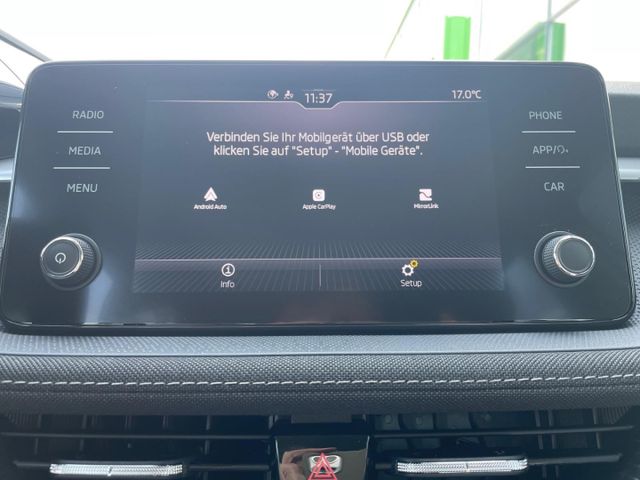 11:37
17.0°C
RADIO
MEDIA
MENU
Verbinden Sie Ihr Mobilgerät über USB oder
klicken Sie auf "Setup" - "Mobile Geräte".
Android Auto
Apple CarPlay
MirrorLink
Info
Setup
PHONE
APP/
CAR